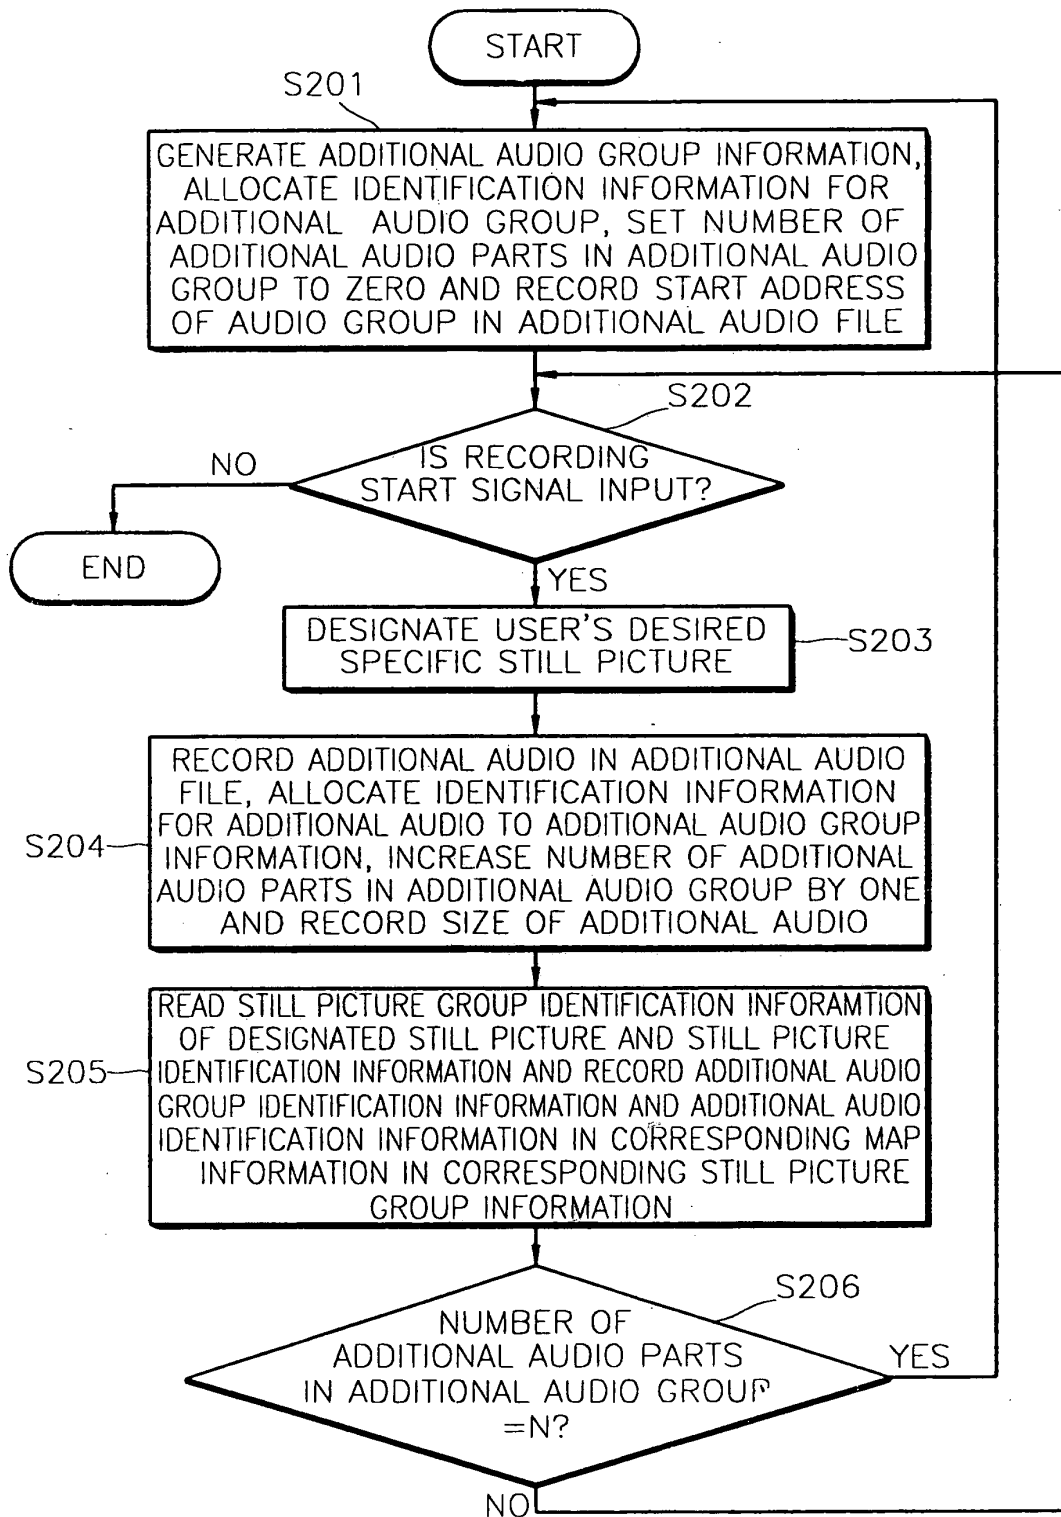 START
S201
GENERATE ADDITIONAL AUDIO GROUP INFORMATION,
ALLOCATE IDENTIFICATION INFORMATION FOR
ADDITIONAL AUDIO GROUP, SET NUMBER OF
ADDITIONAL AUDIO PARTS IN ADDITIONAL AUDIO
GROUP TO ZERO AND RECORD START ADDRESS
OF AUDIO GROUP IN ADDITIONAL AUDIO FILE
S202
IS RECORDING
START SIGNAL INPUT?
NO
END
YES
DESIGNATE USER'S DESIRED
SPECIFIC STILL PICTURE
S203
RECORD ADDITIONAL AUDIO IN ADDITIONAL AUDIO
FILE, ALLOCATE IDENTIFICATION INFORMATION
FOR ADDITIONAL AUDIO TO ADDITIONAL AUDIO GROUP
INFORMATION, INCREASE NUMBER OF ADDITIONAL
AUDIO PARTS IN ADDITIONAL AUDIO GROUP BY ONE
AND RECORD SIZE OF ADDITIONAL AUDIO
S204
READ STILL PICTURE GROUP IDENTIFICATION INFORAMTION
OF DESIGNATED STILL PICTURE AND STILL PICTURE
IDENTIFICATION INFORMATION AND RECORD ADDITIONAL AUDIO
GROUP IDENTIFICATION INFORMATION AND ADDITIONAL AUDIO
IDENTIFICATION INFORMATION IN CORRESPONDING MAP
INFORMATION IN CORRESPONDING STILL PICTURE
GROUP INFORMATION
S205
S206
NUMBER OF
ADDITIONAL AUDIO PARTS
IN ADDITIONAL AUDIO GROUP
=N?
YES
NO